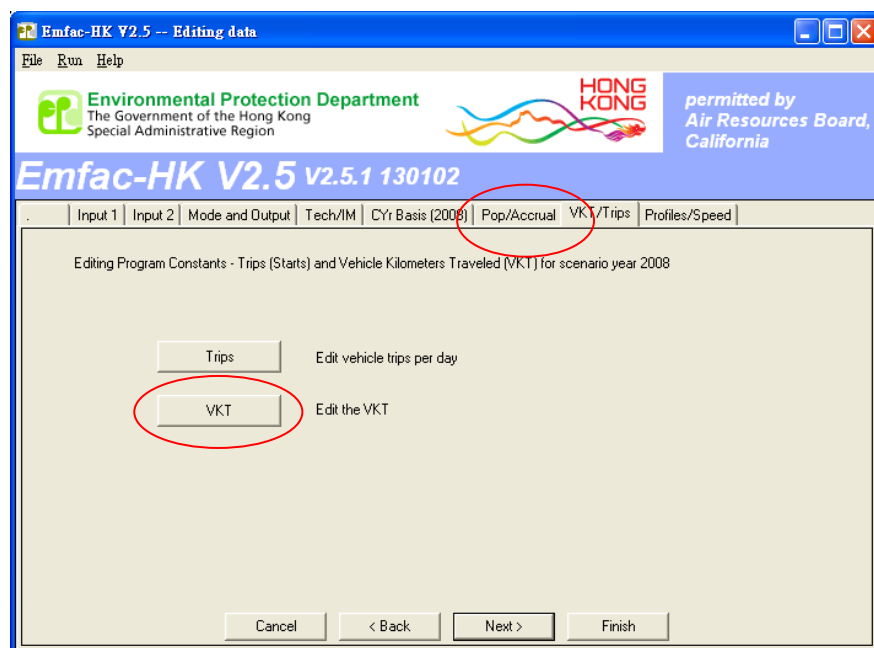 Emfac-HK V2.5 -- Editing data
File Run Help
Environmental Protection Department
The Government of the Hong Kong
Special Administrative Region
HONG
KONG
permitted by
Air Resources Board,
California
Emfac-HK V2.5 V2.5.1 130102
. Input 1 Input 2 Mode and Output Tech/IM CYr Basis (2008) Pop/Accrual VKT/Trips Profiles/Speed
Editing Program Constants - Trips (Starts) and Vehicle Kilometers Traveled (VKT) for scenario year 2008
Trips Edit vehicle trips per day
VKT Edit the VKT
Cancel < Back Next > Finish